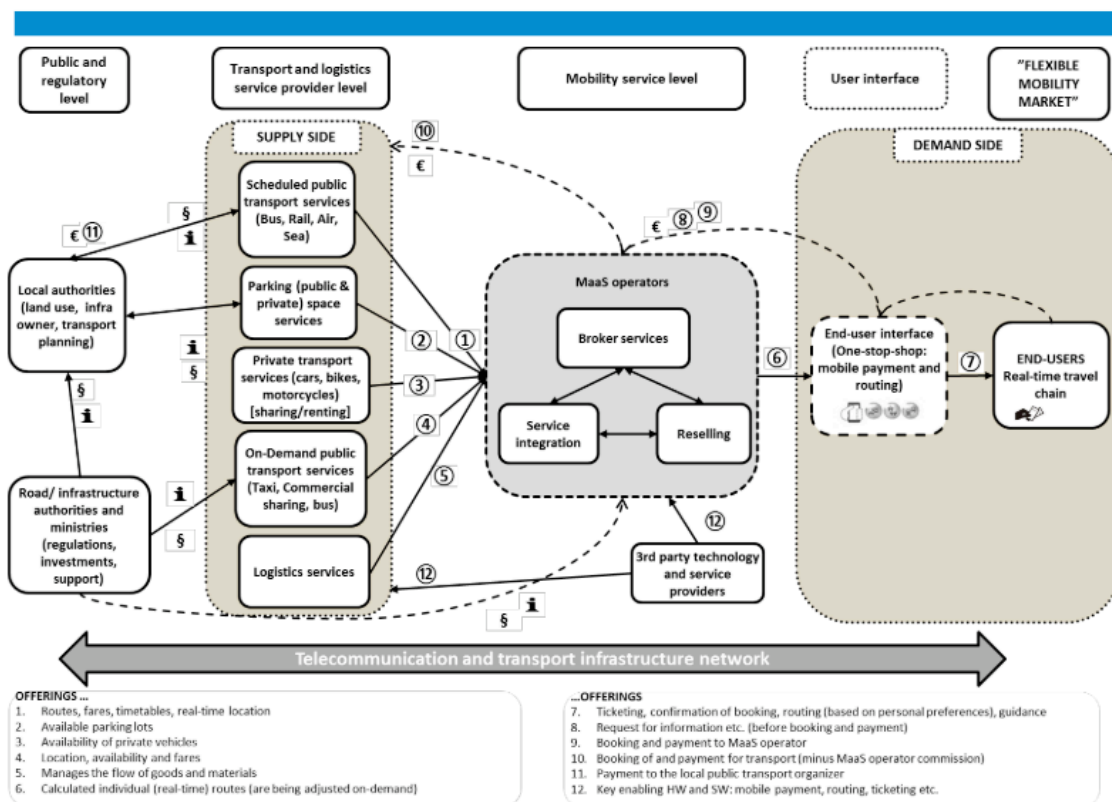 Public and
regulatory
level
Transport and logistics
service provider level
Mobility service level
User interface
"FLEXIBLE
MOBILITY
MARKET"
SUPPLY SIDE
DEMAND SIDE
Scheduled public
transport services
(Bus, Rail, Air,
Sea)
Parking (public &
private) space
services
Private transport
services (cars, bikes,
motorcycles)
[sharing/renting]
On-Demand public
transport services
(Taxi, Commercial
sharing, bus)
Logistics services
Local authorities
(land use, infra
owner, transport
planning)
Road/ infrastructure
authorities and
ministries
(regulations,
investments,
support)
€ ⑪
§
i
i
§
§
i
i
§
⑩
€
① 
②
③
④
⑤
€ ⑧ ⑨
MaaS operators
Broker services
Service
integration
Reselling
⑥
End-user interface
(One-stop-shop:
mobile payment and
routing)
⑦
END-USERS
Real-time travel
chain
⑫
⑫
3rd party technology
and service
providers
§ i
Telecommunication and transport infrastructure network
OFFERINGS ...
1. Routes, fares, timetables, real-time location
2. Available parking lots
3. Availability of private vehicles
4. Location, availability and fares
5. Manages the flow of goods and materials
6. Calculated individual (real-time) routes (are being adjusted on-demand)
...OFFERINGS
7. Ticketing, confirmation of booking, routing (based on personal preferences), guidance
8. Request for information etc. (before booking and payment)
9. Booking and payment to MaaS operator
10. Booking of and payment for transport (minus MaaS operator commission)
11. Payment to the local public transport organizer
12. Key enabling HW and SW: mobile payment, routing, ticketing etc.